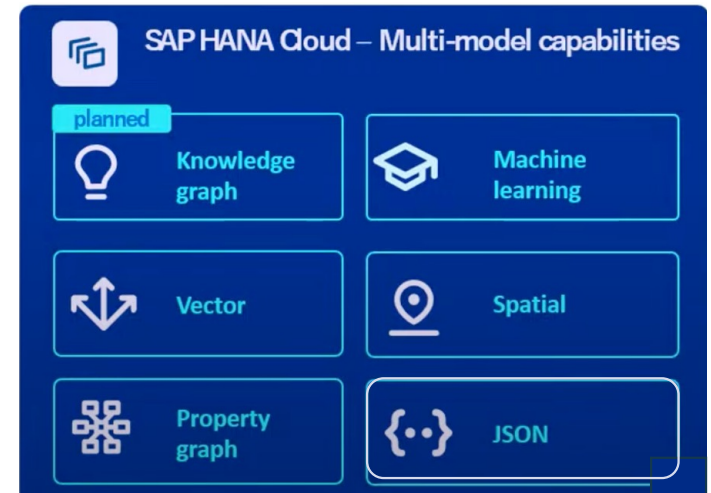 SAP HANA Cloud – Multi-model capabilities
planned
Knowledge
graph
Machine
learning
Vector
Spatial
Property
graph
{··} JSON